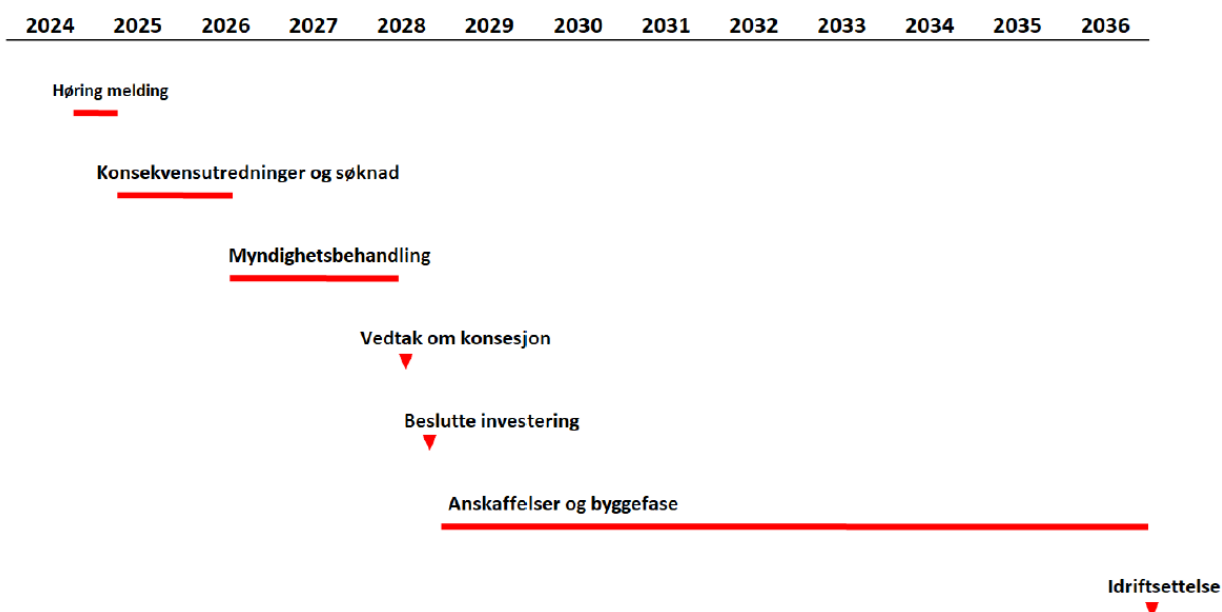 2024 2025 2026 2027 2028 2029 2030 2031 2032 2033 2034 2035 2036
Høring melding
Konsekvensutredninger og søknad
Myndighetsbehandling
Vedtak om konsesjon
Beslutte investering
Anskaffelser og byggefase
Idriftsettelse